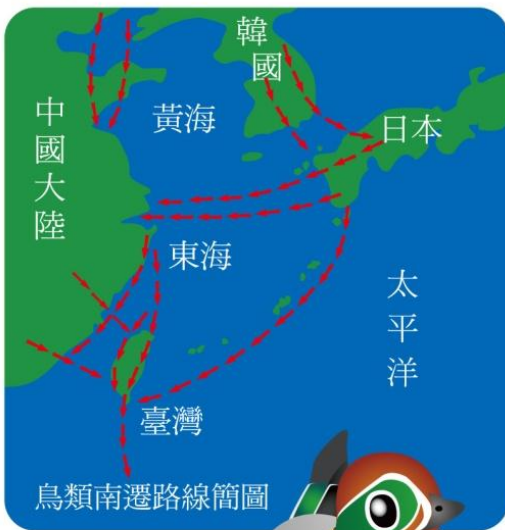 韓國
中國大陸
黃海
日本
東海
太平洋
臺灣
鳥類南遷路線簡圖